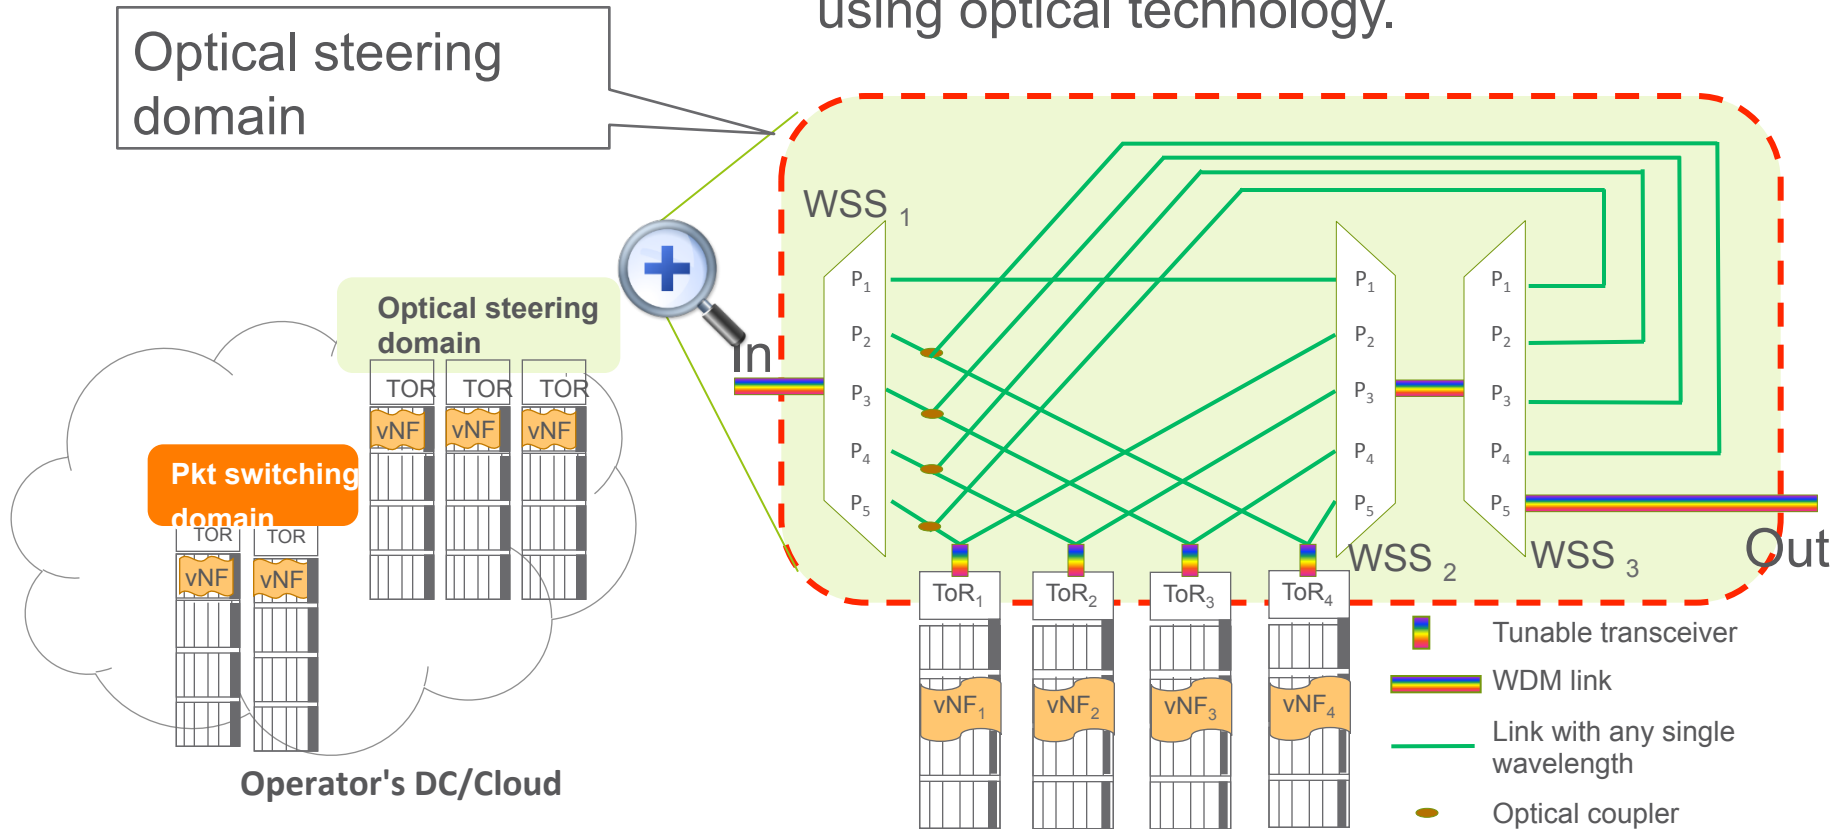 using optical technology.
Optical steering
domain
WSS 1
P1
P2
P3
P4
P5
P1
P2
P3
P4
P5
P1
P2
P3
P4
P5
In
Out
WSS 2
WSS 3
Optical steering
domain
TOR
TOR
TOR
vNF
vNF
vNF
Pkt switching
domain
TOR
TOR
vNF
vNF
Operator's DC/Cloud
ToR1
ToR2
ToR3
ToR4
vNF1
vNF2
vNF3
vNF4
Tunable transceiver
WDM link
Link with any single
wavelength
Optical coupler